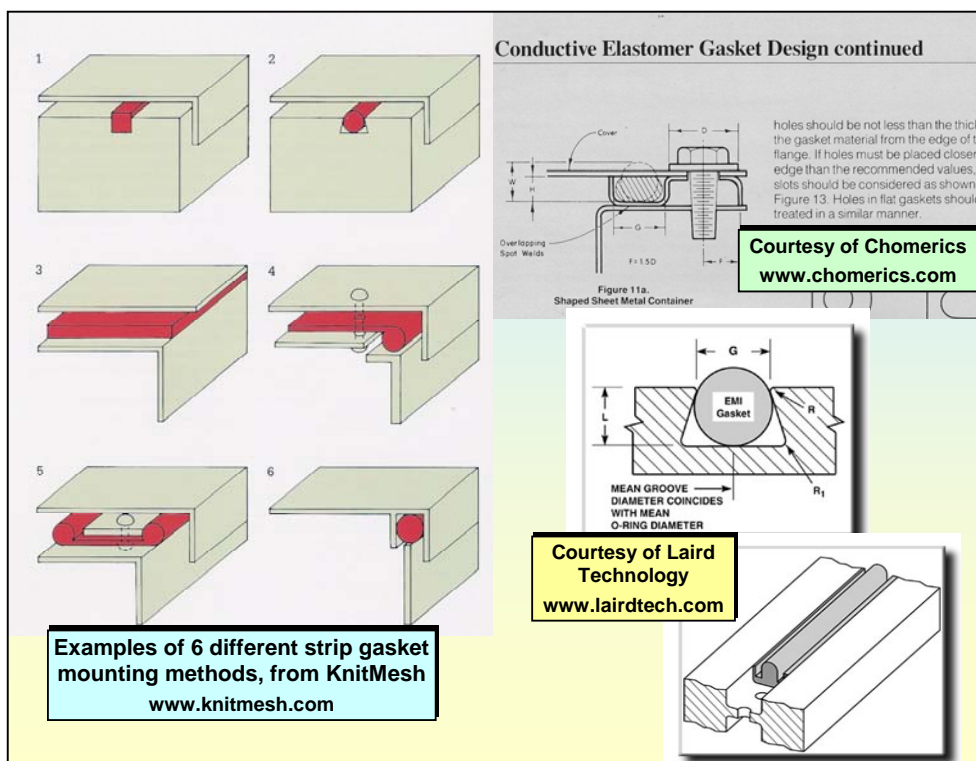 1
2
3
4
5
6
Examples of 6 different strip gasket
mounting methods, from KnitMesh
www.knitmesh.com
Conductive Elastomer Gasket Design continued
Cover
D
W
H
G
F
Overlapping
Spot Welds
F=1.5D
Figure 11a.
Shaped Sheet Metal Container
holes should be not less than the
the gasket material from the edge of
flange. If holes must be placed closer
edge than the recommended values,
slots should be considered as shown
Figure 13. Holes in flat gaskets
treated in a similar manner.
Courtesy of Chomerics
www.chomerics.com
G
EMI
Gasket
L
R
R1
MEAN GROOVE
DIAMETER COINCIDES
WITH MEAN
O-RING DIAMETER
Courtesy of Laird
Technology
www.lairdtech.com